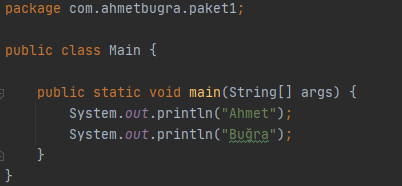 package com.ahmetbugra.paket1;
public class Main {
public static void main(String[] args) {
System.out.println("Ahmet");
System.out.println("Buğra");
}
}